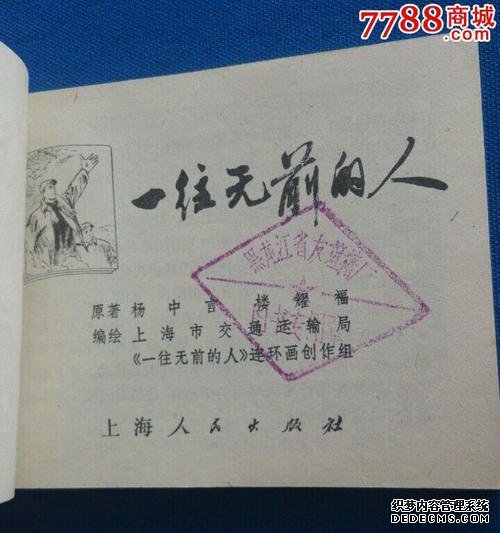 7788商城
一往无前的人
原著 杨中言 楼耀福
编绘 上海市交通运输局
《一往无前的人》连环画创作组
上海人民出版社
织梦内容管理系统
DEDECMS.COM